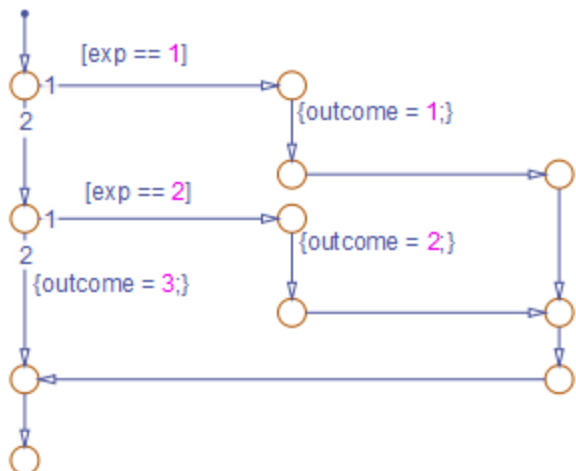 [exp == 1]
1
{outcome = 1;}
2
[exp == 2]
1
{outcome = 2;}
2
{outcome = 3;}